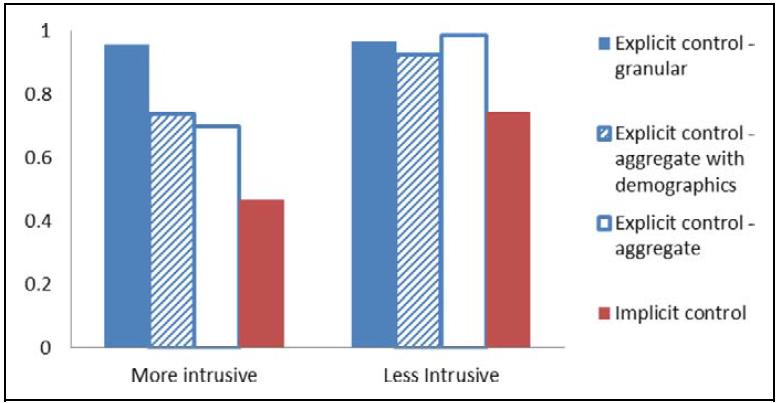 1
0.8
0.6
0.4
0.2
0
More intrusive
Less Intrusive
Explicit control -
granular
Explicit control -
aggregate with
demographics
Explicit control -
aggregate
Implicit control